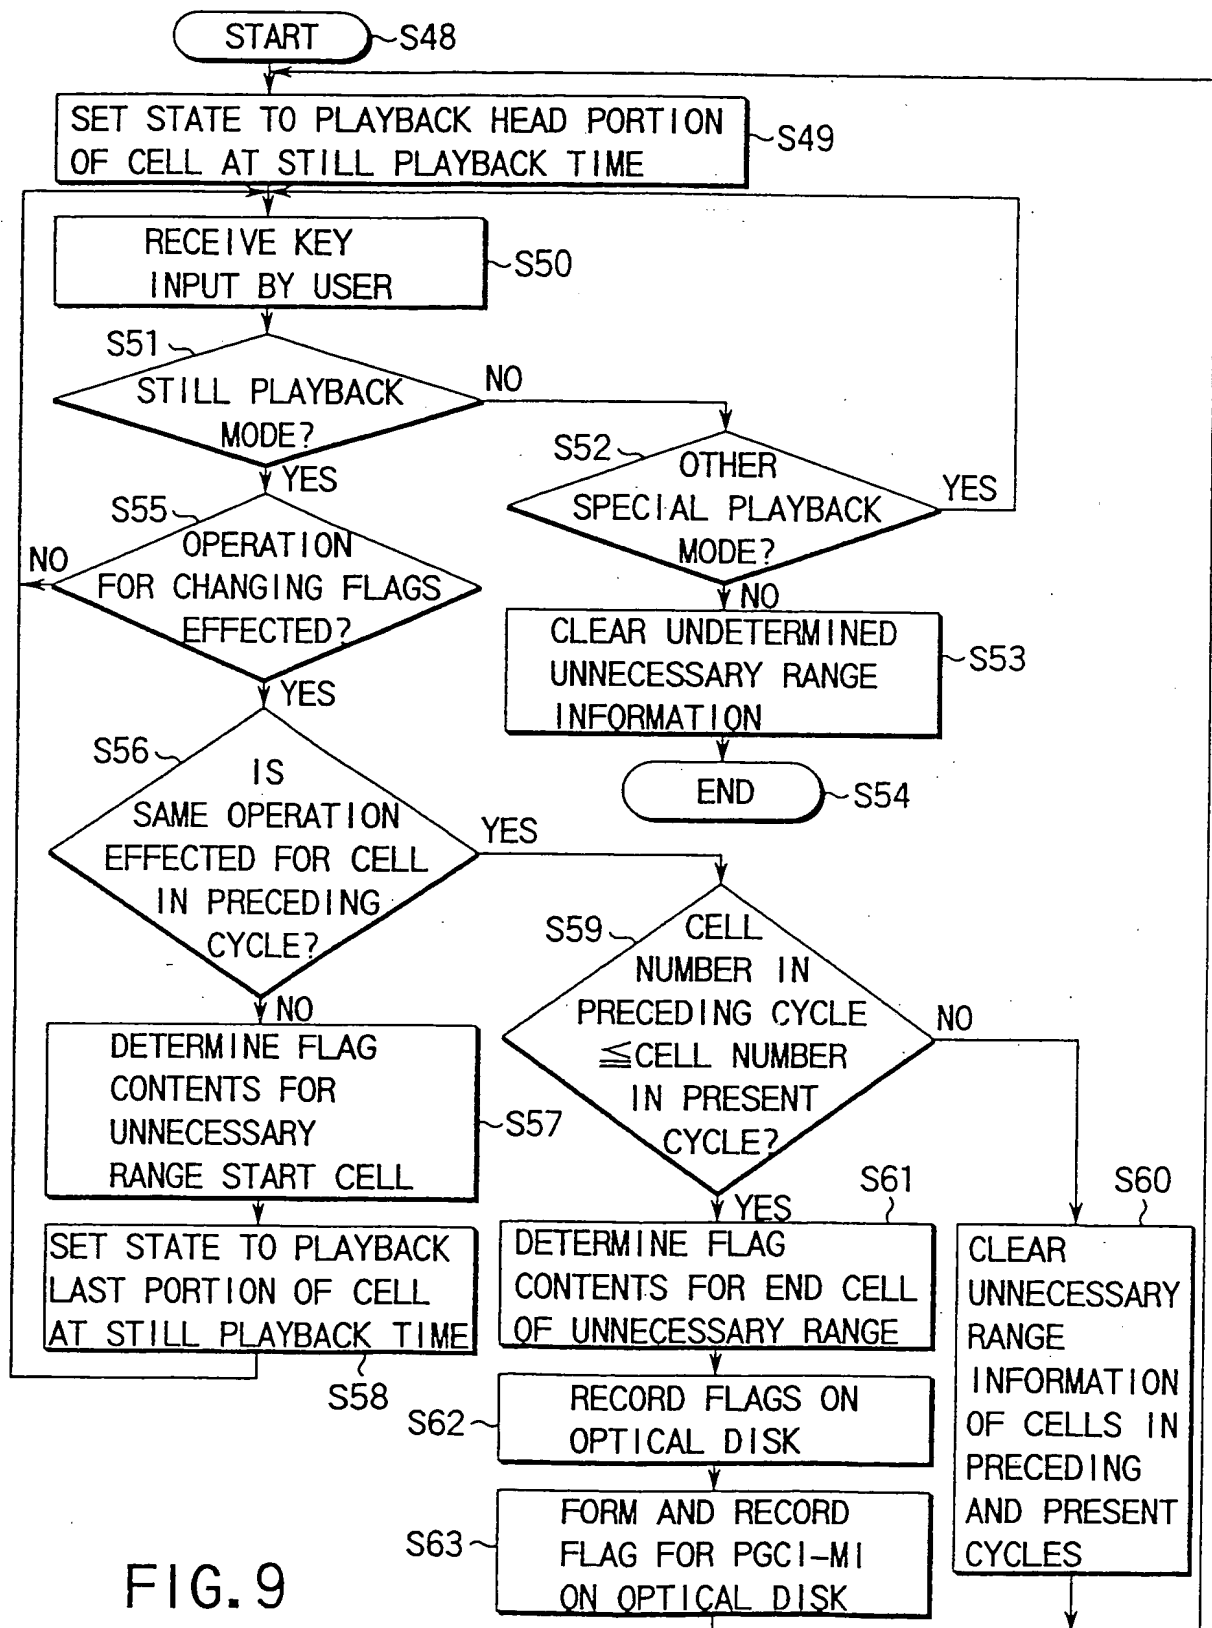 START
S48
SET STATE TO PLAYBACK HEAD PORTION
OF CELL AT STILL PLAYBACK TIME
S49
RECEIVE KEY
INPUT BY USER
S50
S51
STILL PLAYBACK
MODE?
NO
YES
S52
OTHER
SPECIAL PLAYBACK
MODE?
YES
NO
S55
OPERATION
FOR CHANGING FLAGS
EFFECTED?
NO
YES
CLEAR UNDETERMINED
UNNECESSARY RANGE
INFORMATION
S53
END
S54
S56
IS
SAME OPERATION
EFFECTED FOR CELL
IN PRECEDING
CYCLE?
YES
NO
S59
CELL
NUMBER IN
PRECEDING CYCLE
≦CELL NUMBER
IN PRESENT
CYCLE?
NO
YES
DETERMINE FLAG
CONTENTS FOR
UNNECESSARY
RANGE START CELL
S57
SET STATE TO PLAYBACK
LAST PORTION OF CELL
AT STILL PLAYBACK TIME
S58
S61
DETERMINE FLAG
CONTENTS FOR END CELL
OF UNNECESSARY RANGE
S60
CLEAR
UNNECESSARY
RANGE
INFORMATION
OF CELLS IN
PRECEDING
AND PRESENT
CYCLES
S62
RECORD FLAGS ON
OPTICAL DISK
S63
FORM AND RECORD
FLAG FOR PGCI-MI
ON OPTICAL DISK
FIG. 9